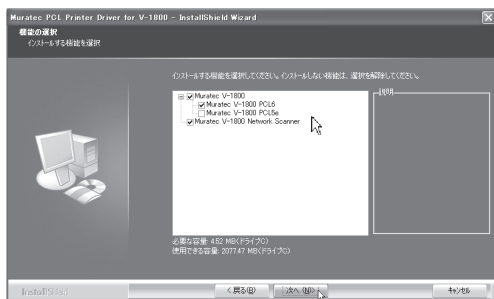 Muratec PCL Printer Driver for V-1800 - InstallShield Wizard
機能の選択
インストールする機能を選択
インストールする機能を選択してください。インストールしない機能は、選択を解除してください。
Muratec V-1800
Muratec V-1800 PCL6
Muratec V-1800 PCL5e
Muratec V-1800 Network Scanner
説明
必要な容量: 4.52 MB(ドライブC)
使用できる容量: 2077.47 MB(ドライブC)
InstallShield
< 戻る(B)
次へ (N) >
キャンセル